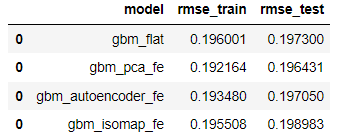 model rmse_train rmse_test
0 gbm_flat 0.196001 0.197300
0 gbm_pca_fe 0.192164 0.196431
0 gbm_autoencoder_fe 0.193480 0.197050
0 gbm_isomap_fe 0.195508 0.198983